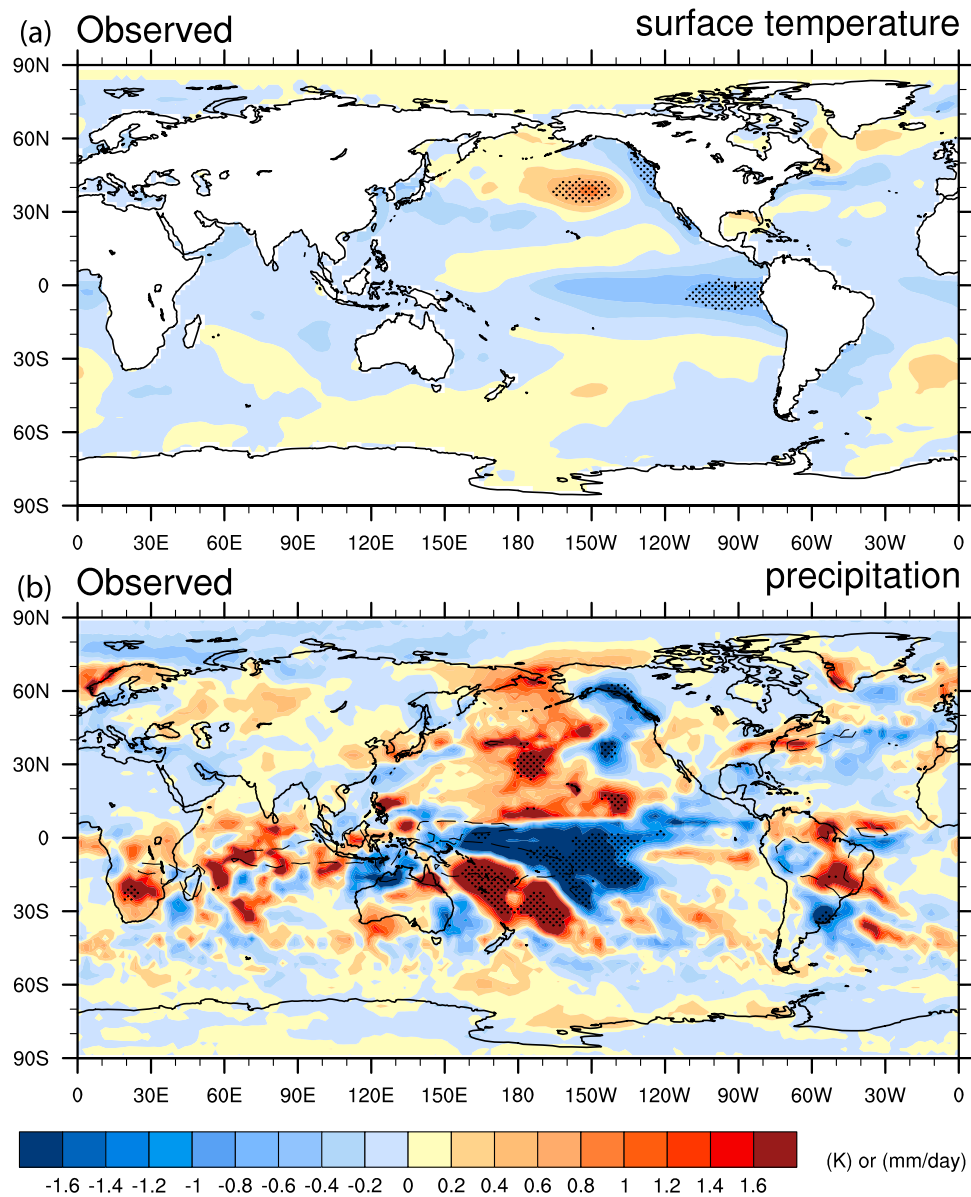 (a) Observed surface temperature
90N
60N
30N
0
30S
60S
90S
0 30E 60E 90E 120E 150E 180 150W 120W 90W 60W 30W 0
(b) Observed precipitation
90N
60N
30N
0
30S
60S
90S
0 30E 60E 90E 120E 150E 180 150W 120W 90W 60W 30W 0
-1.6 -1.4 -1.2 -1 -0.8 -0.6 -0.4 -0.2 0 0.2 0.4 0.6 0.8 1 1.2 1.4 1.6 (K) or (mm/day)